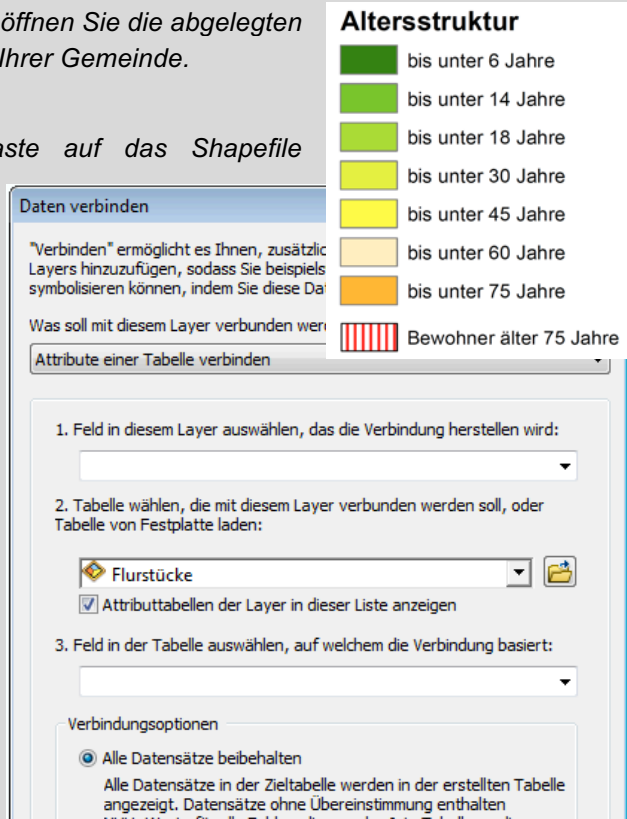 öffnen Sie die abgelegten
Ihrer Gemeinde.
aste auf das Shapefile
Altersstruktur
bis unter 6 Jahre
bis unter 14 Jahre
bis unter 18 Jahre
bis unter 30 Jahre
bis unter 45 Jahre
bis unter 60 Jahre
bis unter 75 Jahre
Bewohner älter 75 Jahre
Daten verbinden
"Verbinden" ermöglicht es Ihnen, zusätzlic
Layers hinzuzufügen, sodass Sie beispiels
symbolisieren können, indem Sie diese Dat
Was soll mit diesem Layer verbunden wer
Attribute einer Tabelle verbinden
1. Feld in diesem Layer auswählen, das die Verbindung herstellen wird:
2. Tabelle wählen, die mit diesem Layer verbunden werden soll, oder
Tabelle von Festplatte laden:
Flurstücke
Attributtabellen der Layer in dieser Liste anzeigen
3. Feld in der Tabelle auswählen, auf welchem die Verbindung basiert:
Verbindungsoptionen
Alle Datensätze beibehalten
Alle Datensätze in der Zieltabelle werden in der erstellten Tabelle
angezeigt. Datensätze ohne Übereinstimmung enthalten